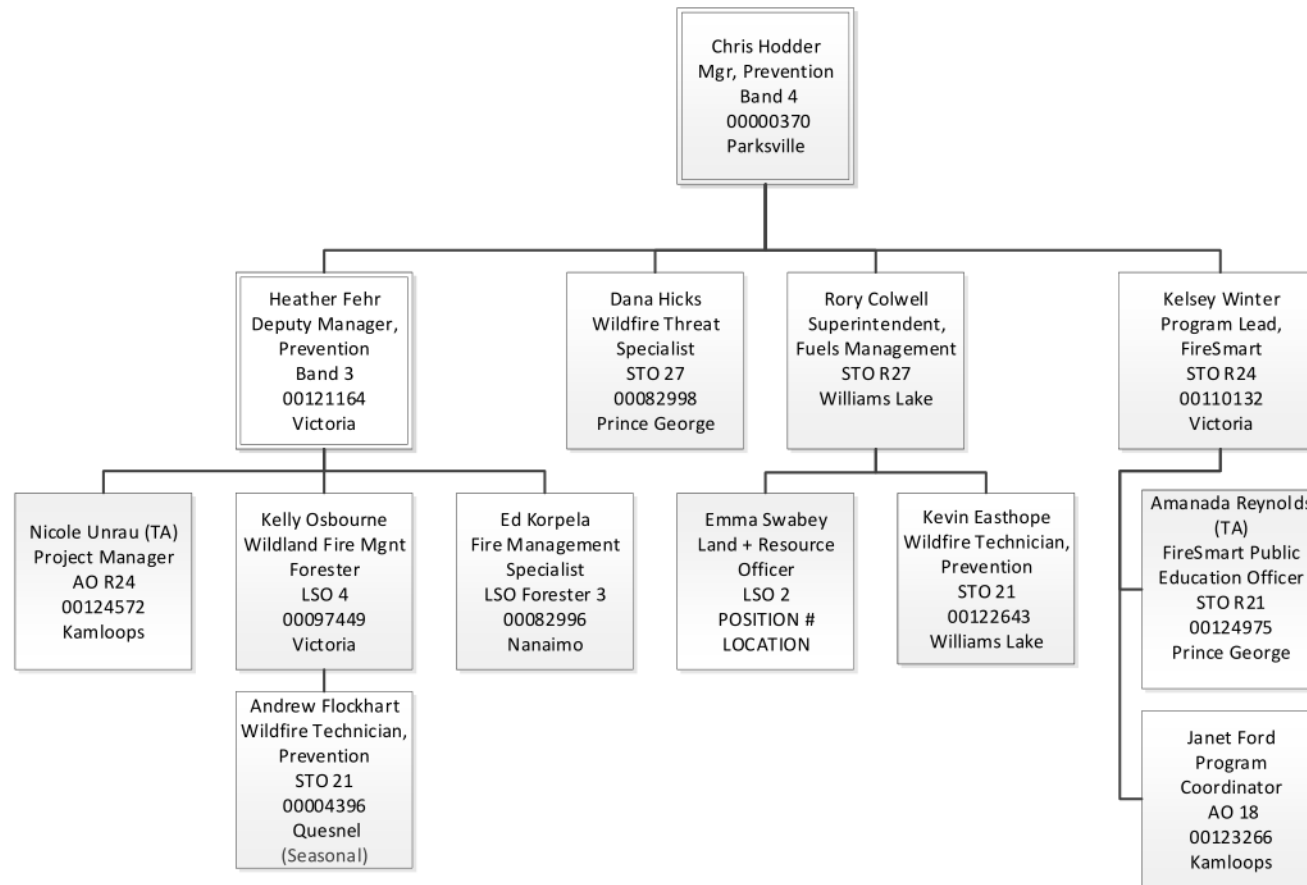 Chris Hodder
Mgr, Prevention
Band 4
00000370
Parksville
Heather Fehr
Deputy Manager,
Prevention
Band 3
00121164
Victoria
Dana Hicks
Wildfire Threat
Specialist
STO 27
00082998
Prince George
Rory Colwell
Superintendent,
Fuels Management
STO R27
Williams Lake
Kelsey Winter
Program Lead,
FireSmart
STO R24
00110132
Victoria
Nicole Unrau (TA)
Project Manager
AO R24
00124572
Kamloops
Kelly Osbourne
Wildland Fire Mgnt
Forester
LSO 4
00097449
Victoria
Ed Korpela
Fire Management
Specialist
LSO Forester 3
00082996
Nanaimo
Emma Swabey
Land + Resource
Officer
LSO 2
POSITION #
LOCATION
Kevin Easthope
Wildfire Technician,
Prevention
STO 21
00122643
Williams Lake
Amanada Reynolds
(TA)
FireSmart Public
Education Officer
STO R21
00124975
Prince George
Andrew Flockhart
Wildfire Technician,
Prevention
STO 21
00004396
Quesnel
(Seasonal)
Janet Ford
Program
Coordinator
AO 18
00123266
Kamloops